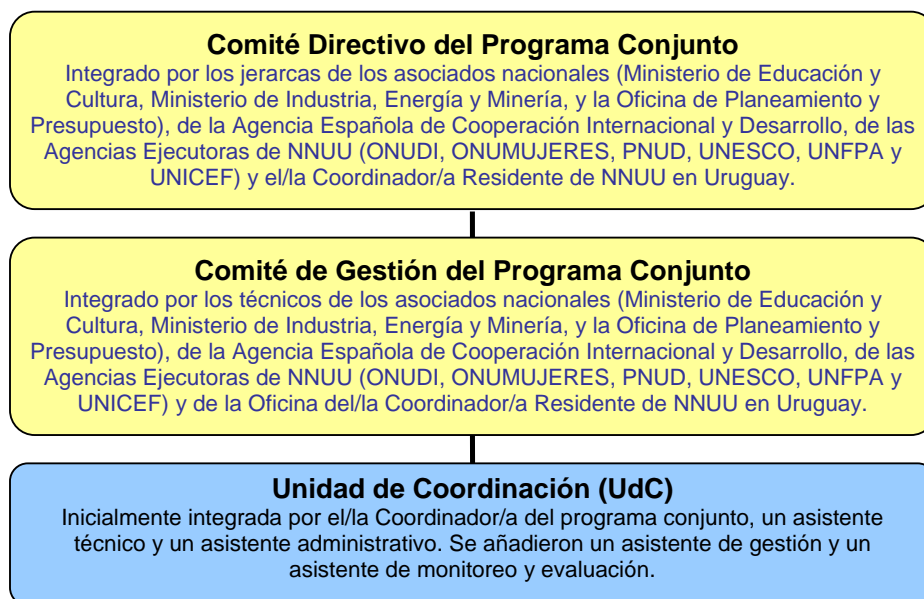 Comité Directivo del Programa Conjunto
Integrado por los jerarcas de los asociados nacionales (Ministerio de Educación y
Cultura, Ministerio de Industria, Energía y Minería, y la Oficina de Planeamiento y
Presupuesto), de la Agencia Española de Cooperación Internacional y Desarrollo, de las
Agencias Ejecutoras de NNUU (ONUDI, ONUMUJERES, PNUD, UNESCO, UNFPA y
UNICEF) y el/la Coordinador/a Residente de NNUU en Uruguay.
Comité de Gestión del Programa Conjunto
Integrado por los técnicos de los asociados nacionales (Ministerio de Educación y
Cultura, Ministerio de Industria, Energía y Minería, y la Oficina de Planeamiento y
Presupuesto), de la Agencia Española de Cooperación Internacional y Desarrollo, de las
Agencias Ejecutoras de NNUU (ONUDI, ONUMUJERES, PNUD, UNESCO, UNFPA y
UNICEF) y de la Oficina del/la Coordinador/a Residente de NNUU en Uruguay.
Unidad de Coordinación (UdC)
Inicialmente integrada por el/la Coordinador/a del programa conjunto, un asistente
técnico y un asistente administrativo. Se añadieron un asistente de gestión y un
asistente de monitoreo y evaluación.